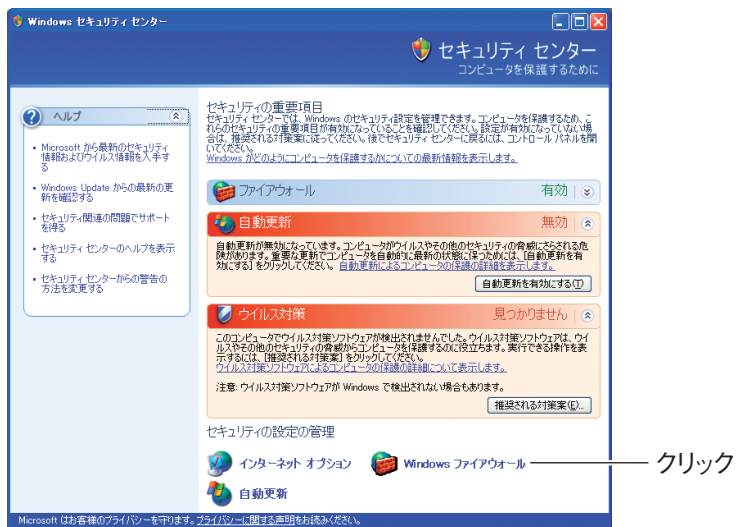 Windows セキュリティ センター
セキュリティ センター
コンピュータを保護するために
ヘルプ
• Microsoft から最新のセキュリティ
情報およびウイルス情報を入手す
る
• Windows Update からの最新の更
新を確認する
• セキュリティ関連の問題でサポート
を得る
• セキュリティ センターのヘルプを表示
する
• セキュリティ センターからの警告の
方法を変更する
セキュリティの重要項目
セキュリティ センターでは、Windows のセキュリティ設定を管理できます。コンピュータを保護するため、こ
れらのセキュリティの重要項目が有効になっていることを確認してください。設定が有効になっていない場
合は、推奨される対策案に従ってください。後でセキュリティ センターに戻るには、コントロール パネルを開
いてください。
Windows がどのようにコンピュータを保護するかについての最新情報を表示します。
ファイアウォール 有効
自動更新 無効
自動更新が無効になっています。コンピュータがウイルスやその他のセキュリティの脅威にさらされる危
険があります。重要な更新でコンピュータを自動的に最新の状態に保つためには、[自動更新を有
効にする] をクリックしてください。 自動更新によるコンピュータの保護の詳細を表示します。
自動更新を有効にする(T)
ウイルス対策 見つかりません
このコンピュータでウイルス対策ソフトウェアが検出されませんでした。ウイルス対策ソフトウェアは、ウイ
ルスやその他のセキュリティの脅威からコンピュータを保護するのに役立ちます。実行できる操作を表
示するには、[推奨される対策案] をクリックしてください。
ウイルス対策ソフトウェアによるコンピュータの保護の詳細について表示します。
注意: ウイルス対策ソフトウェアが Windows で検出されない場合もあります。
推奨される対策案(E)...
セキュリティの設定の管理
インターネット オプション
Windows ファイアウォール
クリック
自動更新
Microsoft はお客様のプライバシーを守ります。プライバシーに関する声明をお読みください。